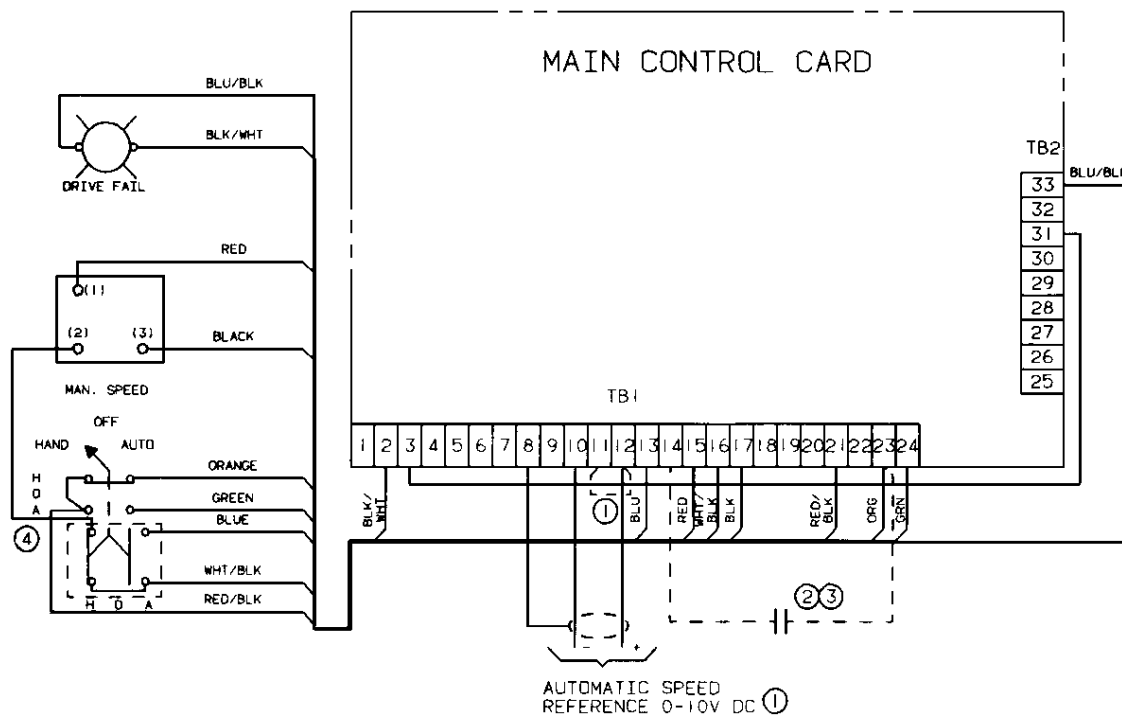 MAIN CONTROL CARD
BLU/BLK
BLK/WHT
DRIVE FAIL
TB2
BLU/BLU
33
32
31
30
29
28
27
26
25
RED
(1)
(2) (3)
BLACK
MAN. SPEED
TB1
OFF
HAND AUTO
1 2 3 4 5 6 7 8 9 10 11 12 13 14 15 16 17 18 19 20 21 22 23 24
H
O
A
ORANGE
GREEN
BLUE
4
WHT/BLK
H O A
RED/BLK
BLK/
WHT
1
BLU
RED
WHT/
BLK
BLK
RED/
BLK
ORG
GRN
2 3
- +
AUTOMATIC SPEED
REFERENCE 0-10V DC 1